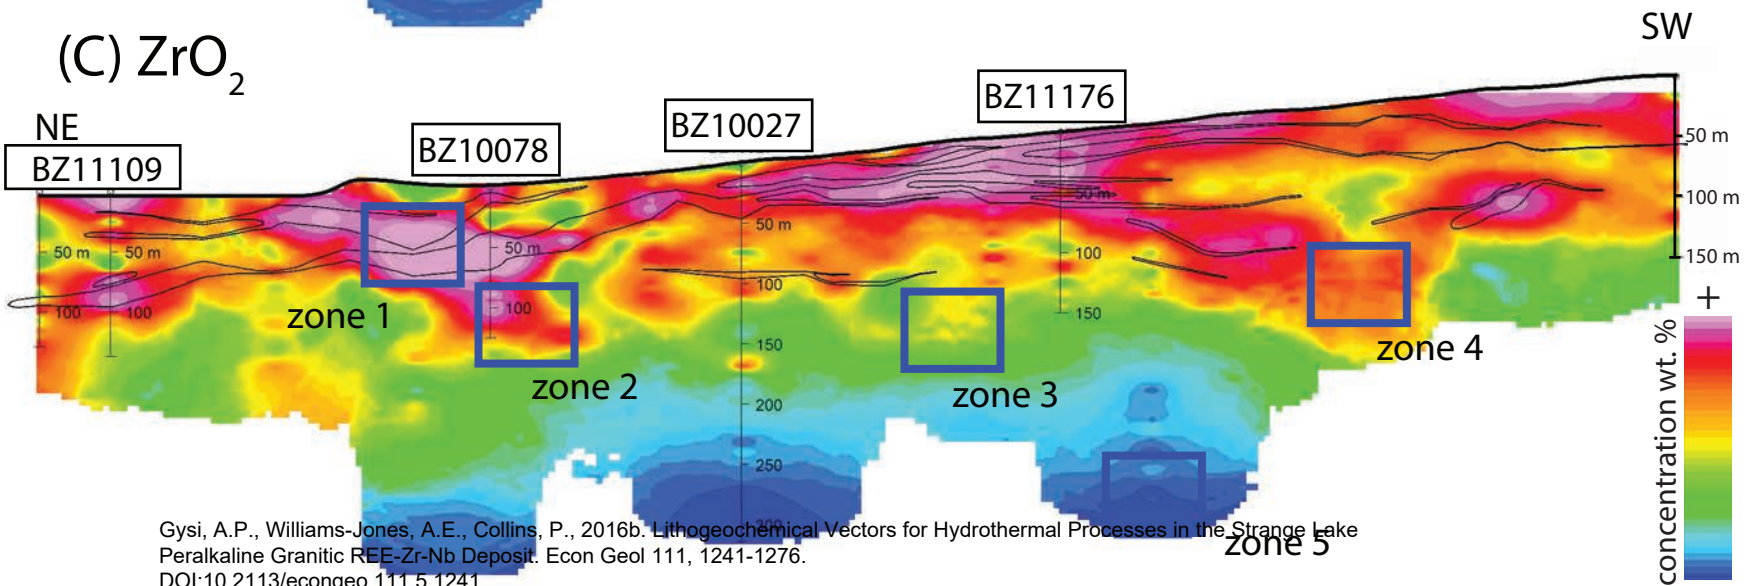 SW
(C) ZrO₂
BZ11176
BZ10027
NE
BZ10078
BZ11109
50 m
100 m
150 m
50 m
50 m
50 m
50 m
50 m
100
100
100
100
100
150
150
200
250
300
zone 1
zone 2
zone 3
zone 4
zone 5
+
concentration wt. %
Gysi, A.P., Williams-Jones, A.E., Collins, P., 2016b. Lithogeochemical Vectors for Hydrothermal Processes in the Strange Lake
Peralkaline Granitic REE-Zr-Nb Deposit. Econ Geol 111, 1241-1276.
DOI:10.2113/econgeo.111.5.1241